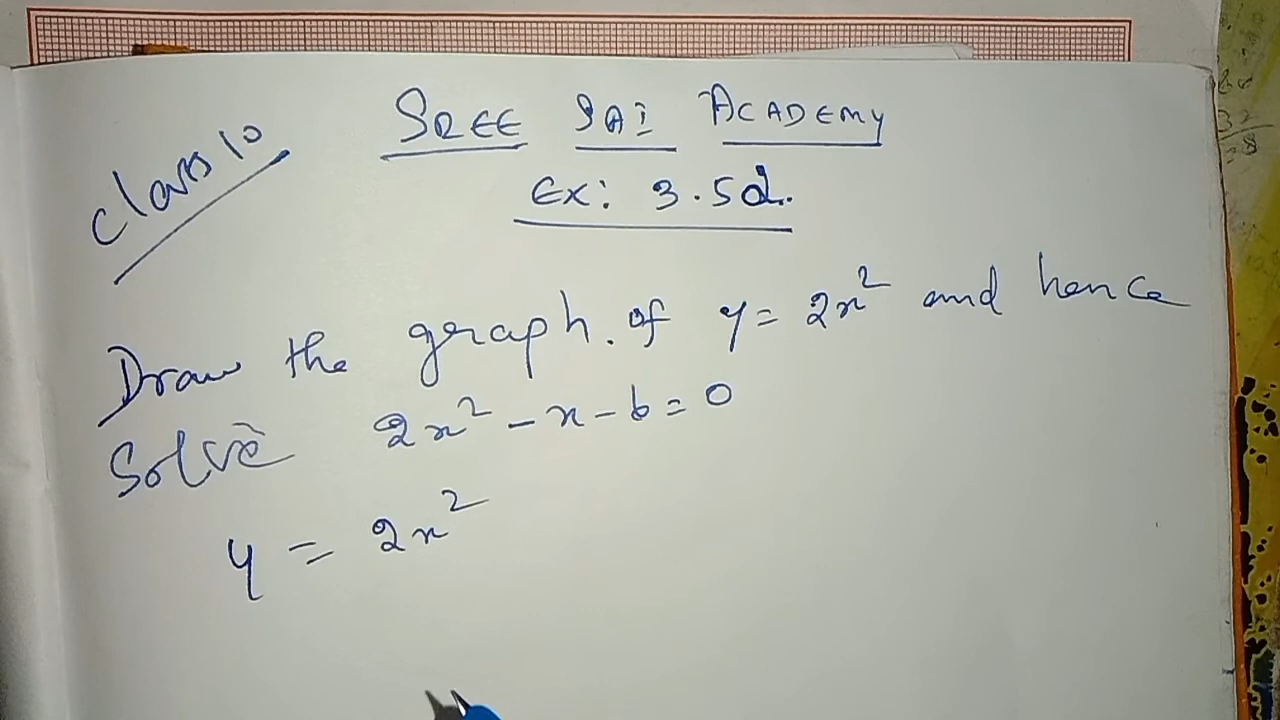 Class 10
SREE SAI ACADEMY
Ex: 3.52.
Draw the graph. of y = 2x²  and hence
Solve 2x² - x - 6 = 0
y = 2x²